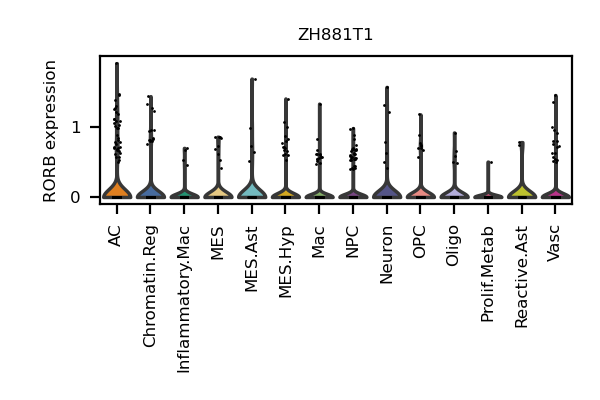 ZH881T1
RORB expression
1
0
AC
Chromatin.Reg
Inflammatory.Mac
MES
MES.Ast
MES.Hyp
Mac
NPC
Neuron
OPC
Oligo
Prolif.Metab
Reactive.Ast
Vasc